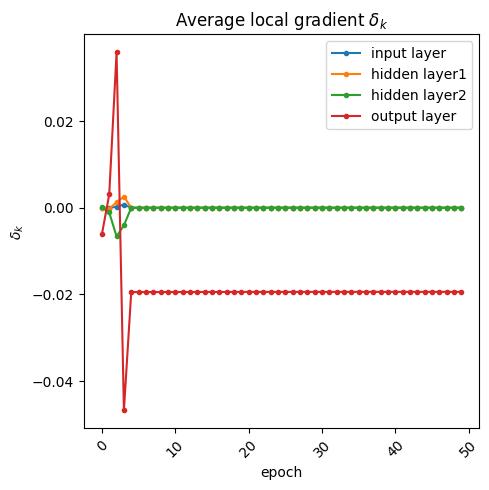 Average local gradient δₖ
input layer
hidden layer1
hidden layer2
output layer
δₖ
0.02
0.00
−0.02
−0.04
0
10
20
30
40
50
epoch